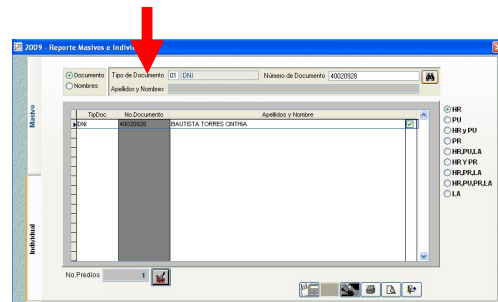 2009 - Reporte Masivos e Individ
Documento
Nombres
Tipo de Documento 01 DNI Número de Documento 40020928
Apellidos y Nombres
Masivo
Individual
TipDoc No.Documento Apellidos y Nombre
DNI 40020928 BAUTISTA TORRES CINTHIA
HR
PU
HR y PU
PR
HR,PU,LA
HR Y PR
HR,PR,LA
HR,PU,PR,LA
LA
No.Predios 1